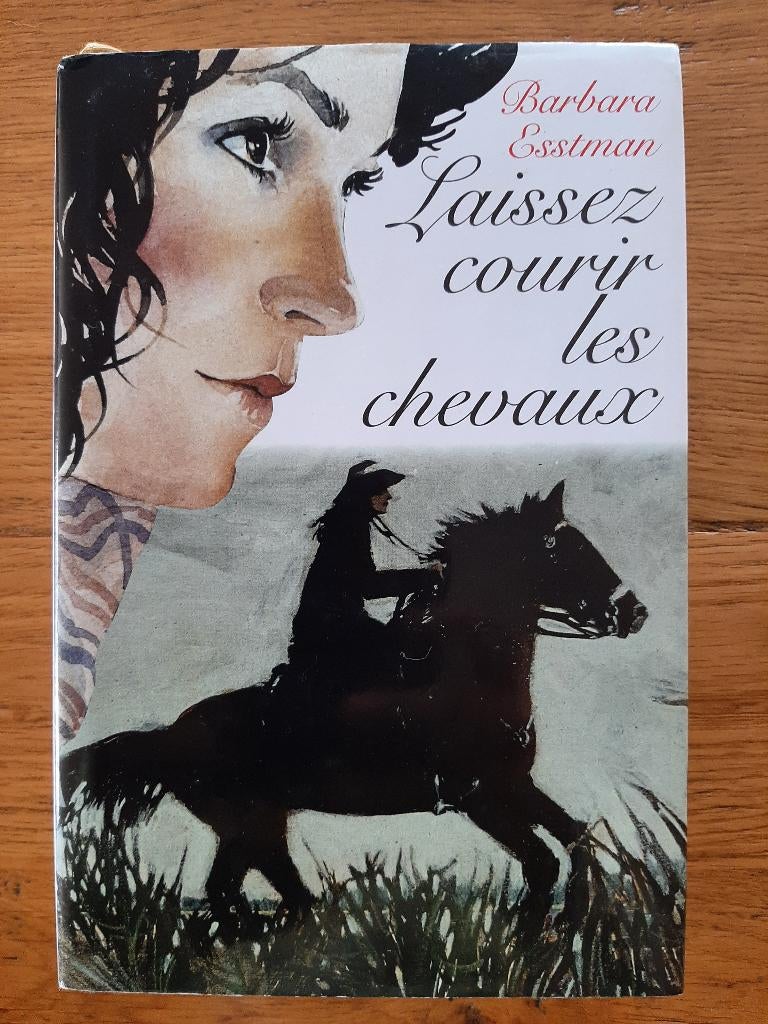 Barbara
Esstman
Laissez
courir
les
chevaux